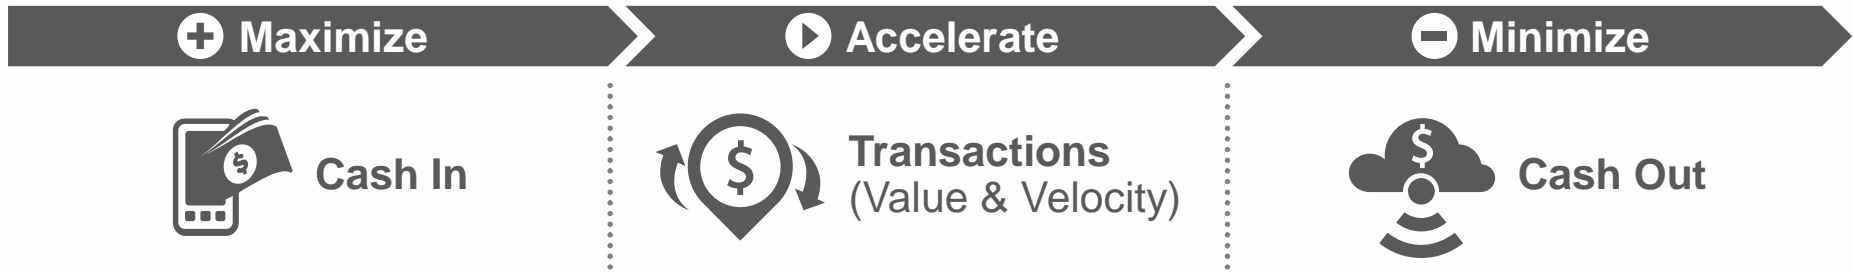 Maximize
Accelerate
Minimize
$
Cash In
$
Transactions
(Value & Velocity)
$
Cash Out